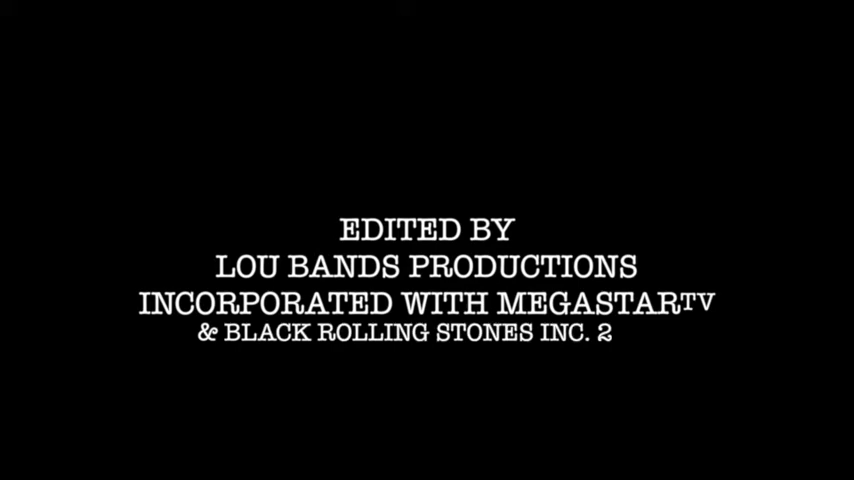 EDITED BY
LOU BANDS PRODUCTIONS
INCORPORATED WITH MEGASTARTV
& BLACK ROLLING STONES INC. 2